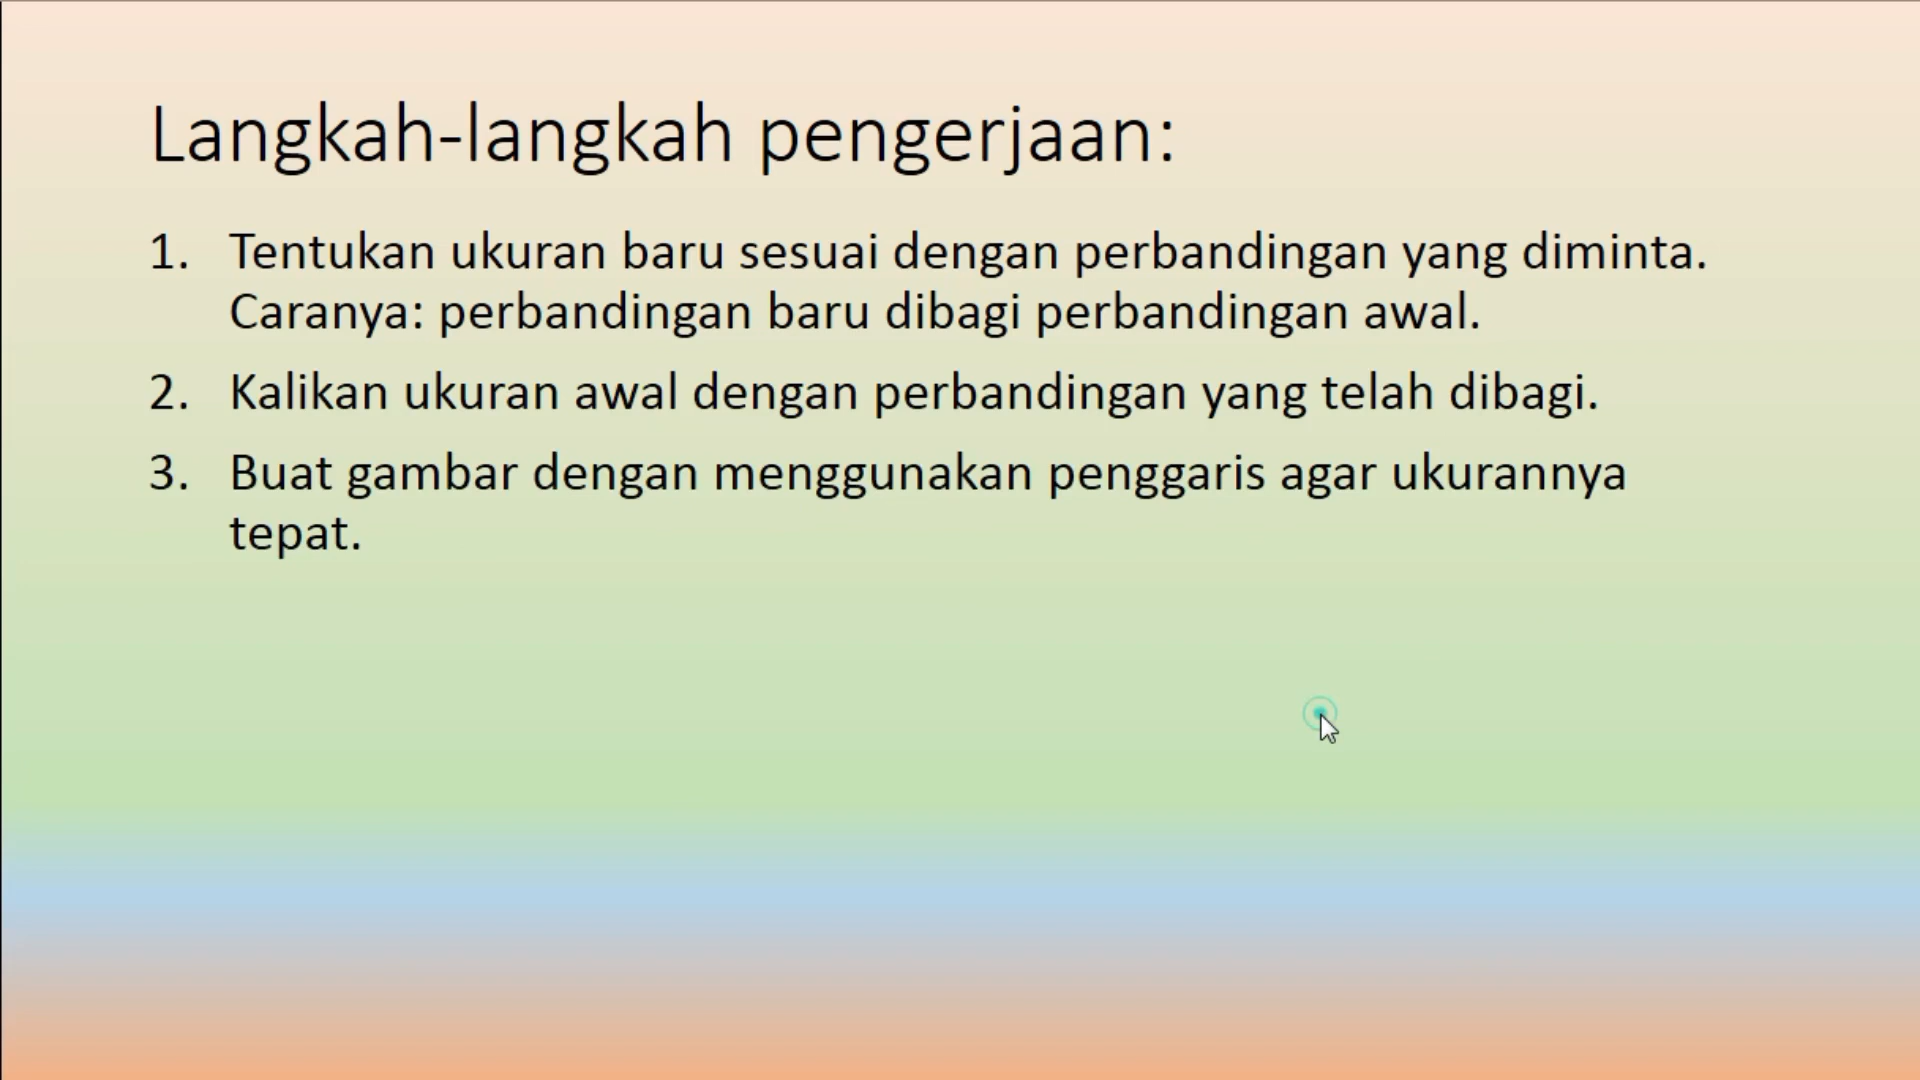 Langkah-langkah pengerjaan:
1. Tentukan ukuran baru sesuai dengan perbandingan yang diminta.
Caranya: perbandingan baru dibagi perbandingan awal.
2. Kalikan ukuran awal dengan perbandingan yang telah dibagi.
3. Buat gambar dengan menggunakan penggaris agar ukurannya
tepat.